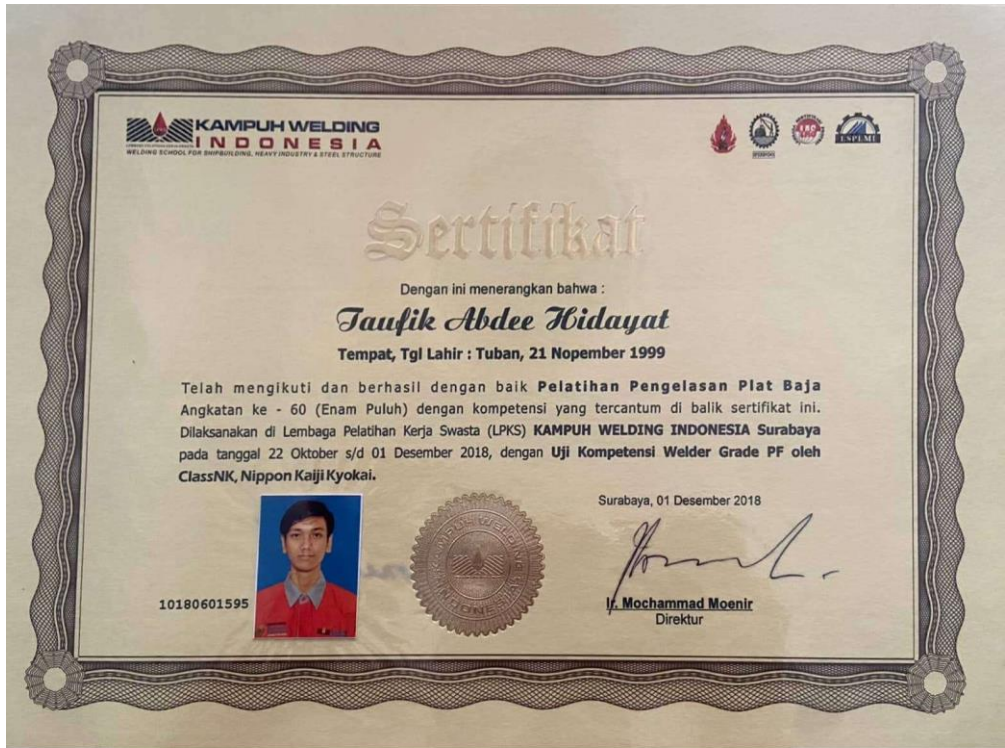 KAMPUH WELDING
INDONESIA
WELDING SCHOOL FOR SHIPBUILDING, HEAVY INDUSTRY & STEEL STRUCTURE
Sertifikat
Dengan ini menerangkan bahwa :
Taufik Abdee Hidayat
Tempat, Tgl Lahir : Tuban, 21 Nopember 1999
Telah mengikuti dan berhasil dengan baik Pelatihan Pengelasan Plat Baja
Angkatan ke - 60 (Enam Puluh) dengan kompetensi yang tercantum di balik sertifikat ini.
Dilaksanakan di Lembaga Pelatihan Kerja Swasta (LPKS) KAMPUH WELDING INDONESIA Surabaya
pada tanggal 22 Oktober s/d 01 Desember 2018, dengan Uji Kompetensi Welder Grade PF oleh
ClassNK, Nippon Kaiji Kyokai.
Surabaya, 01 Desember 2018
KAMPUH WELDING INDONESIA
10180601595
Ir. Mochammad Moenir
Direktur